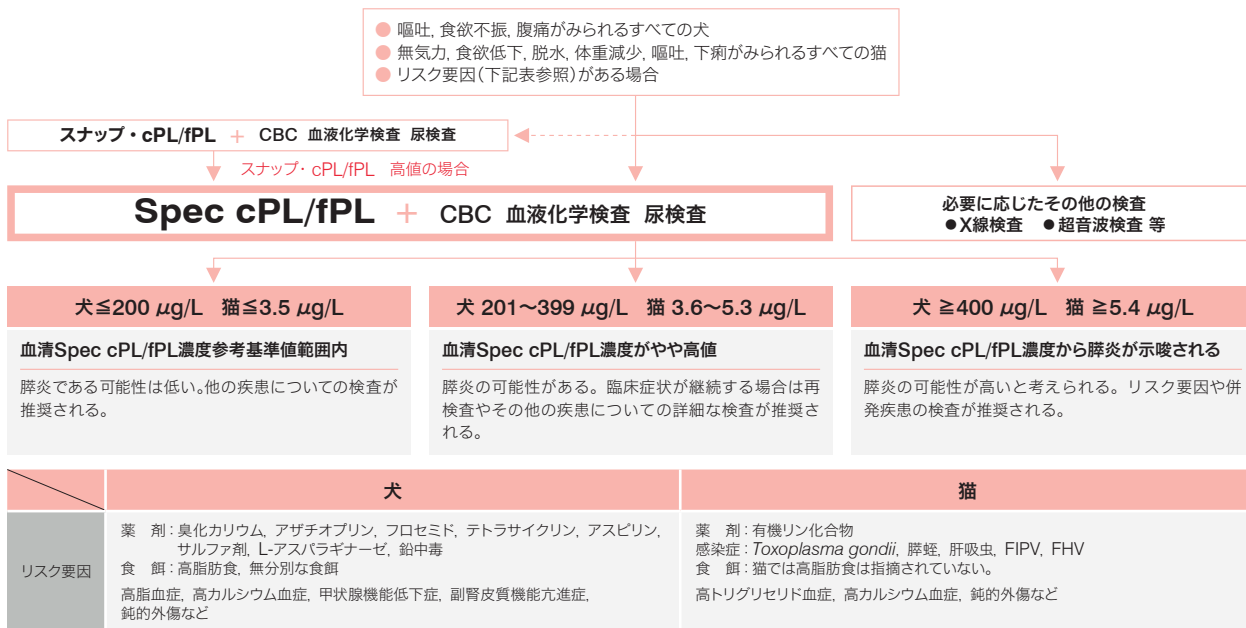 ● 嘔吐, 食欲不振, 腹痛がみられるすべての犬
● 無気力, 食欲低下, 脱水, 体重減少, 嘔吐, 下痢がみられるすべての猫
● リスク要因(下記表参照)がある場合
スナップ・cPL/fPL + CBC 血液化学検査 尿検査
スナップ・cPL/fPL 高値の場合
Spec cPL/fPL + CBC 血液化学検査 尿検査
必要に応じたその他の検査
●X線検査 ●超音波検査 等
犬≦200 μg/L 猫≦3.5 μg/L
血清Spec cPL/fPL濃度参考基準値範囲内
膵炎である可能性は低い。他の疾患についての検査が
推奨される。
犬 201〜399 μg/L 猫 3.6〜5.3 μg/L
血清Spec cPL/fPL濃度がやや高値
膵炎の可能性がある。臨床症状が継続する場合は再
検査やその他の疾患についての詳細な検査が推奨さ
れる。
犬 ≧400 μg/L 猫 ≧5.4 μg/L
血清Spec cPL/fPL濃度から膵炎が示唆される
膵炎の可能性が高いと考えられる。リスク要因や併
発疾患の検査が推奨される。
犬
猫
リスク要因
薬 剤:臭化カリウム, アザチオプリン, フロセミド, テトラサイクリン, アスピリン,
サルファ剤, L-アスパラギナーゼ, 鉛中毒
食 餌:高脂肪食, 無分別な食餌
高脂血症, 高カルシウム血症, 甲状腺機能低下症, 副腎皮質機能亢進症,
鈍的外傷など
薬 剤:有機リン化合物
感染症:Toxoplasma gondii, 膵蛭, 肝吸虫, FIPV, FHV
食 餌:猫では高脂肪食は指摘されていない。
高トリグリセリド血症, 高カルシウム血症, 鈍的外傷など